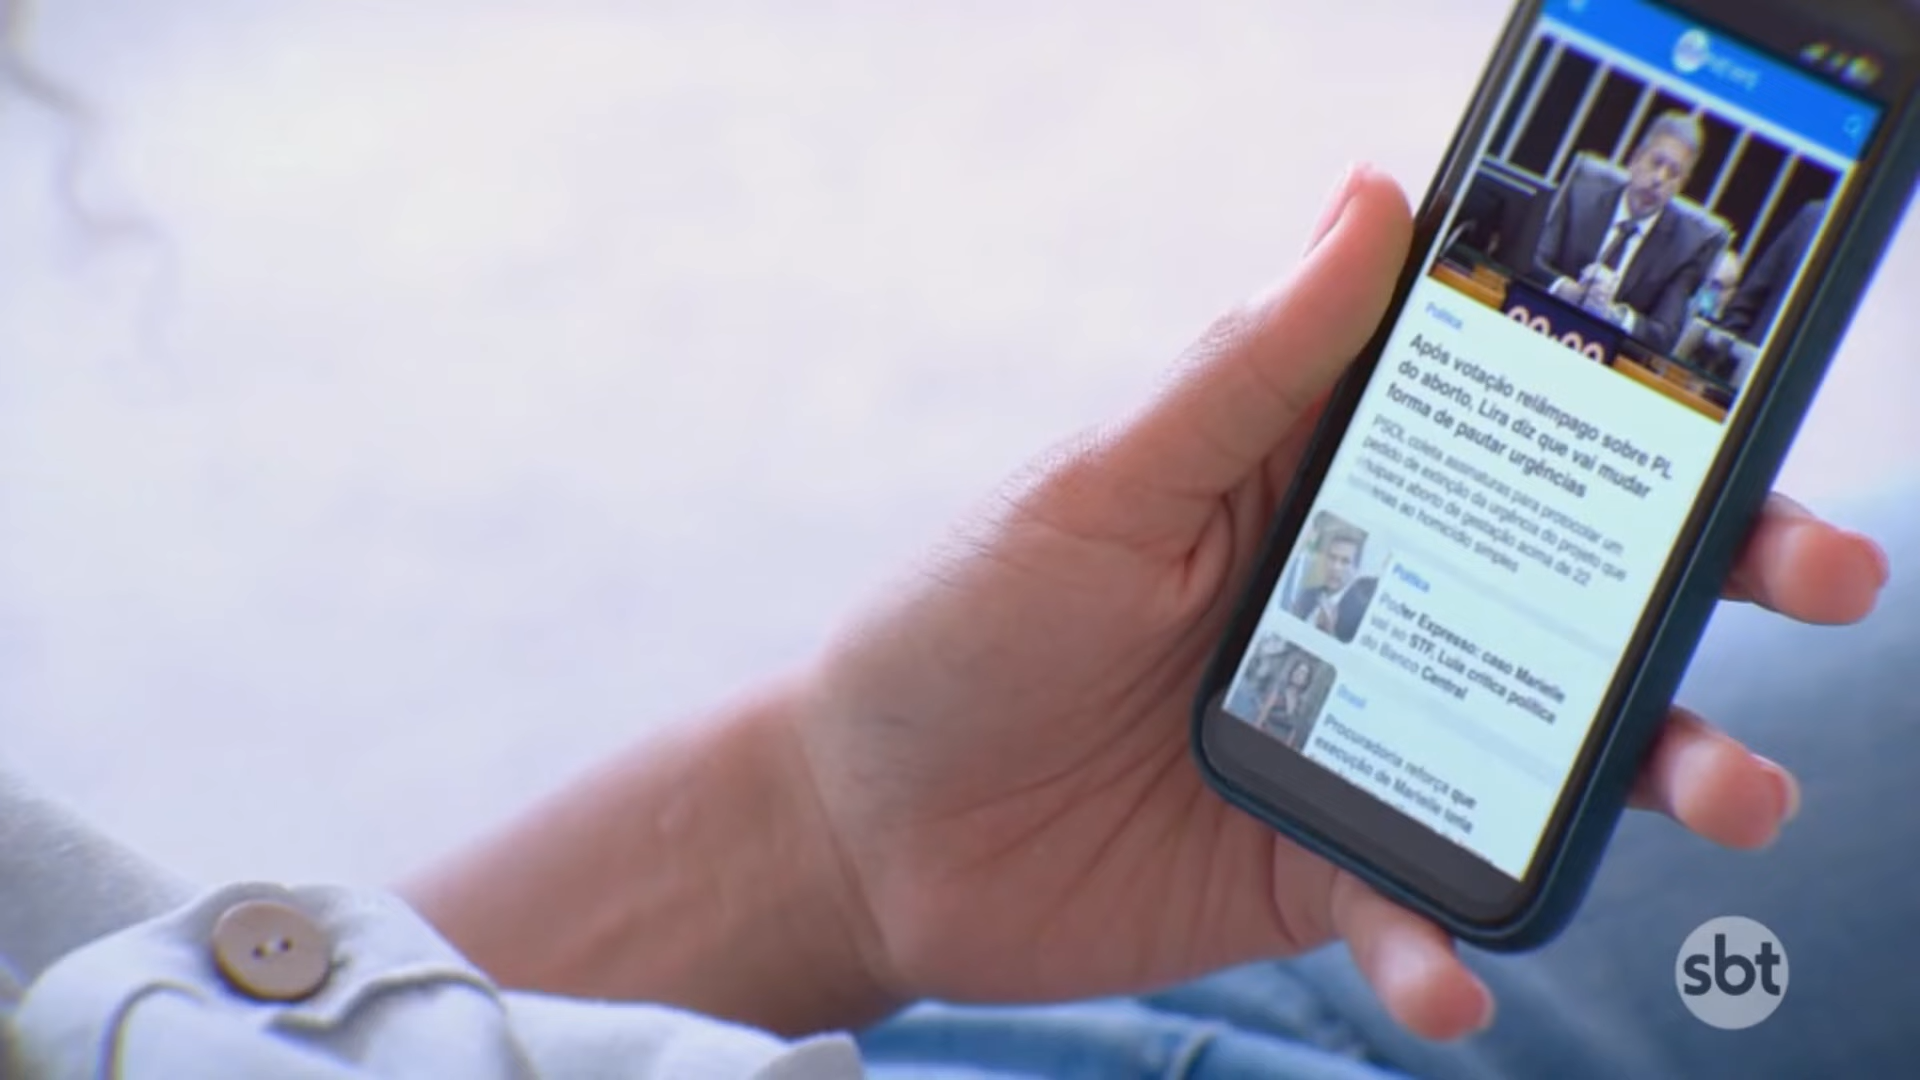 NEWS
00:00
Política
Após votação relâmpago sobre PL
do aborto, Lira diz que vai mudar
forma de pautar urgências
PSOL coleta assinaturas para protocolar um
pedido de extinção da urgência do projeto que
aborto de gestação acima de 22
ao homicídio simples
Política
Poder Expresso: caso Marielle
vai ao STF, Lula critica política
do Banco Central
Brasil
Procuradoria reforça que
execução de Marielle teria
sbt